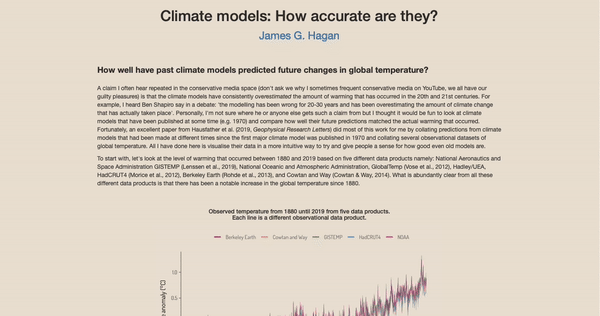 Climate models: How accurate are they?
James G. Hagan
How well have past climate models predicted future changes in global temperature?
A claim I often hear repeated in the conservative media space (don't ask we why I sometimes frequent conservative media on YouTube, we all have our
guilty pleasures) is that the climate models have consistently overestimated the amount of warming that has occurred in the 20th and 21st centuries. For
example, I heard Ben Shapiro say in a debate: 'the modelling has been wrong for 20-30 years and has been overestimating the amount of climate change
that has actually taken place'. Personally, I'm not sure where he or anyone else gets such a claim from but I thought it would be fun to look at climate
models that have been published at some time (e.g. 1970) and compare how well their future predictions matched the actual warming that occurred.
Fortunately, an excellent paper from Hausfather et al. (2019, Geophysical Research Letters) did most of this work for me by collating predictions from climate
models that had been made at different times since the first major climate model was published in 1970 and collating several observational datasets of
global temperature. All I have done here is visualise their data in a more intuitive way to try and give people a sense for how good even old models are.
To start with, let's look at the level of warming that occurred between 1880 and 2019 based on five different data products namely: National Aeronautics and
Space Administration GISTEMP (Lenssen et al., 2019), National Oceanic and Atmospheric Administration, GlobalTemp (Vose et al., 2012), Hadley/UEA,
HadCRUT4 (Morice et al., 2012), Berkeley Earth (Rohde et al., 2013), and Cowtan and Way (Cowtan & Way, 2014). What is abundantly clear from all these
different data products is that there has been a notable increase in the global temperature since 1880.
Observed temperature from 1880 until 2019 from five data products.
Each line is a different observational data product.
Berkeley Earth Cowtan and Way GISTEMP HadCRUT4 NOAA
1.0
0.5
anomaly (°C)